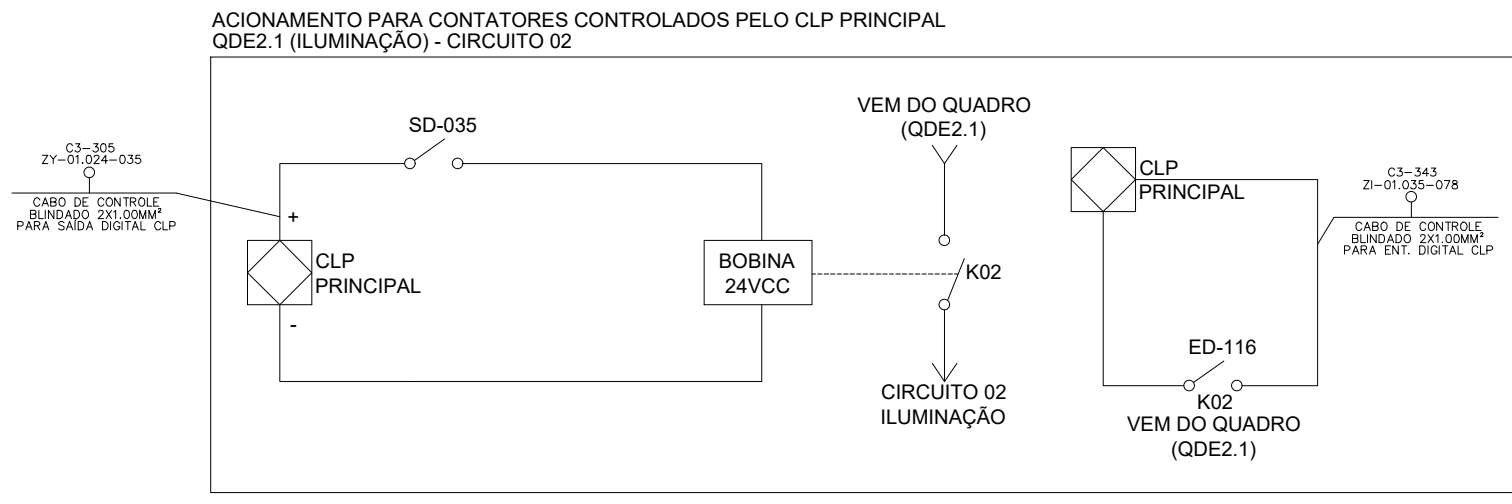 ACIONAMENTO PARA CONTATORES CONTROLADOS PELO CLP PRINCIPAL
QDE2.1 (ILUMINAÇÃO) - CIRCUITO 02
C3-305
ZY-01.024-035
CABO DE CONTROLE
BLINDADO 2X1.00MM²
PARA SAÍDA DIGITAL CLP
SD-035
+
CLP
PRINCIPAL
-
BOBINA
24VCC
VEM DO QUADRO
(QDE2.1)
K02
CIRCUITO 02
ILUMINAÇÃO
CLP
PRINCIPAL
ED-116
K02
VEM DO QUADRO
(QDE2.1)
C3-343
ZI-01.035-078
CABO DE CONTROLE
BLINDADO 2X1.00MM²
PARA ENT. DIGITAL CLP